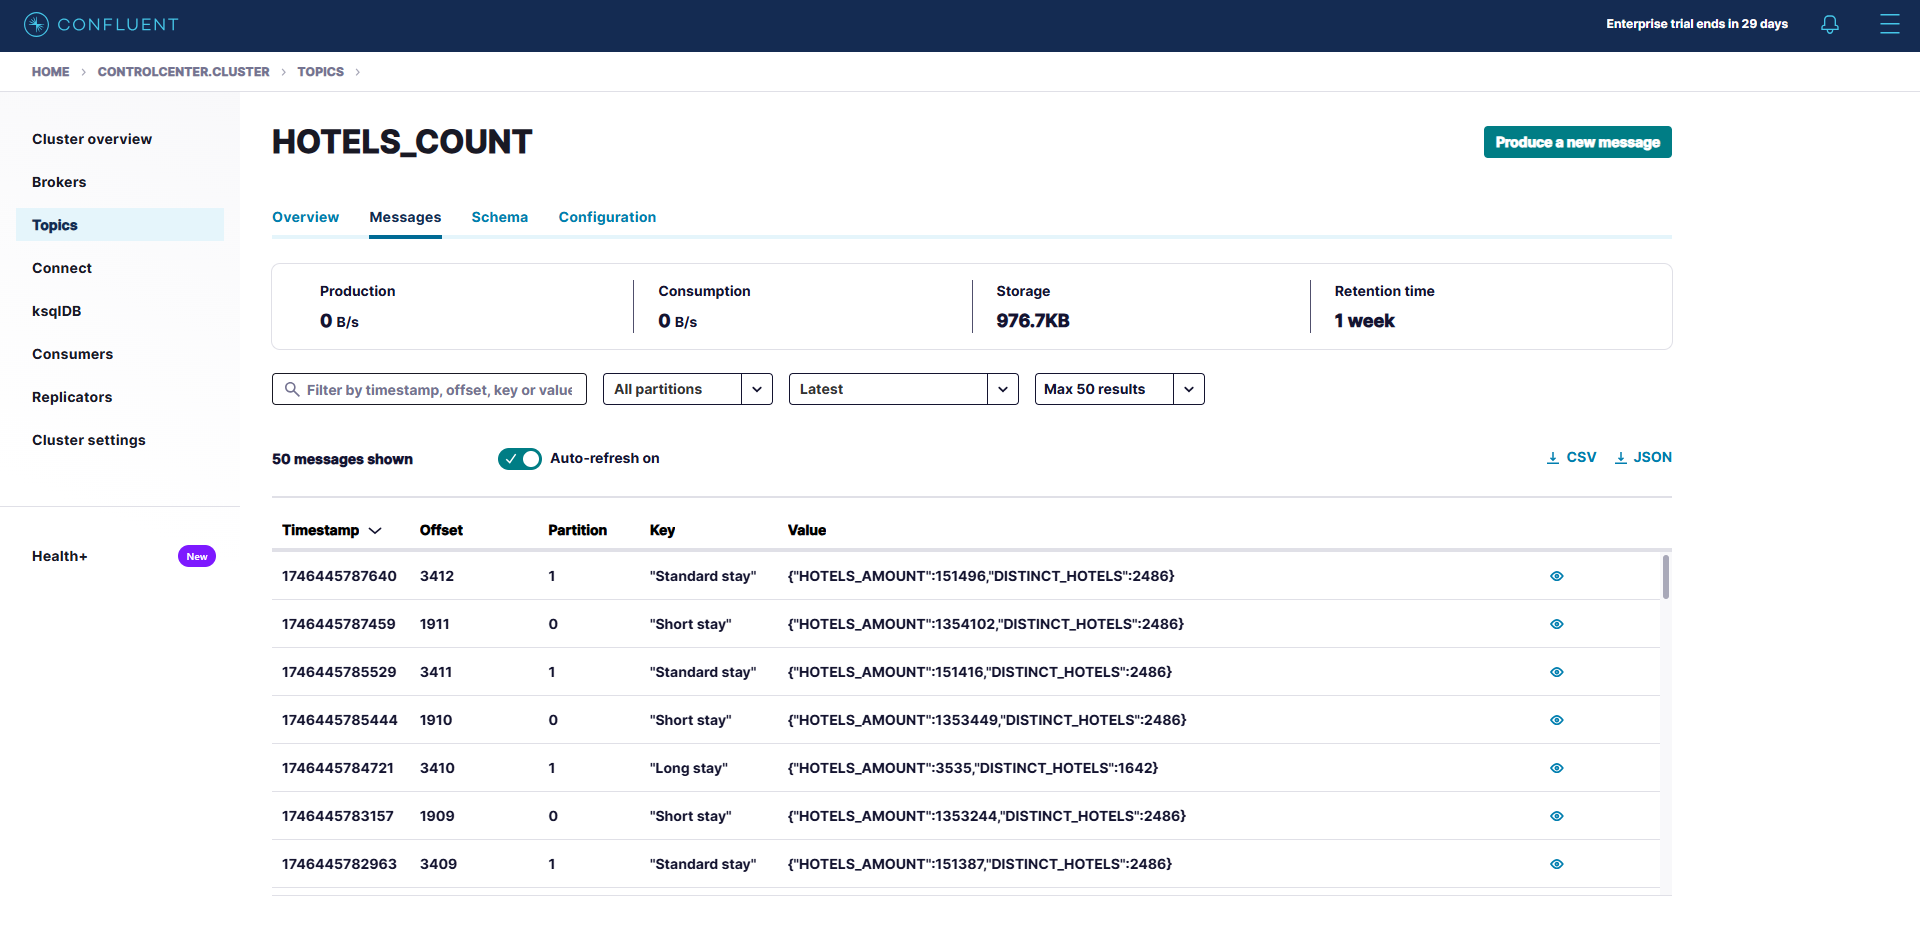 CONFLUENT
Enterprise trial ends in 29 days
HOME > CONTROLCENTER.CLUSTER > TOPICS >
Cluster overview
Brokers
Topics
Connect
ksqlDB
Consumers
Replicators
Cluster settings
Health+ New
HOTELS_COUNT
Produce a new message
Overview Messages Schema Configuration
Production Consumption Storage Retention time
0 B/s 0 B/s 976.7KB 1 week
Filter by timestamp, offset, key or value All partitions Latest Max 50 results
50 messages shown Auto-refresh on CSV JSON
Timestamp Offset Partition Key Value
1746445787640 3412 1 "Standard stay" {"HOTELS_AMOUNT":151496,"DISTINCT_HOTELS":2486}
1746445787459 1911 0 "Short stay" {"HOTELS_AMOUNT":1354102,"DISTINCT_HOTELS":2486}
1746445785529 3411 1 "Standard stay" {"HOTELS_AMOUNT":151416,"DISTINCT_HOTELS":2486}
1746445785444 1910 0 "Short stay" {"HOTELS_AMOUNT":1353449,"DISTINCT_HOTELS":2486}
1746445784721 3410 1 "Long stay" {"HOTELS_AMOUNT":3535,"DISTINCT_HOTELS":1642}
1746445783157 1909 0 "Short stay" {"HOTELS_AMOUNT":1353244,"DISTINCT_HOTELS":2486}
1746445782963 3409 1 "Standard stay" {"HOTELS_AMOUNT":151387,"DISTINCT_HOTELS":2486}